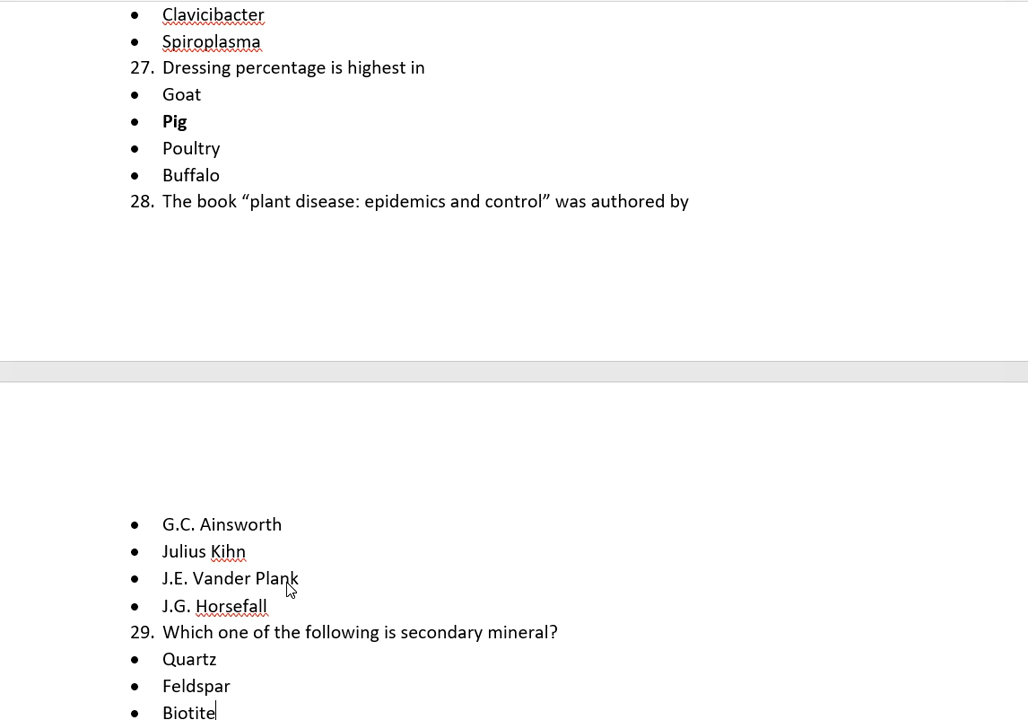 • Clavicibacter
• Spiroplasma
27. Dressing percentage is highest in
• Goat
• Pig
• Poultry
• Buffalo
28. The book “plant disease: epidemics and control” was authored by
• G.C. Ainsworth
• Julius Kihn
• J.E. Vander Plank
• J.G. Horsefall
29. Which one of the following is secondary mineral?
• Quartz
• Feldspar
• Biotite